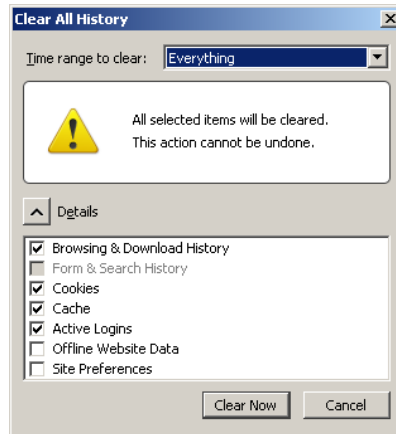 Clear All History
Time range to clear: Everything
All selected items will be cleared.
This action cannot be undone.
Details
Browsing & Download History
Form & Search History
Cookies
Cache
Active Logins
Offline Website Data
Site Preferences
Clear Now Cancel